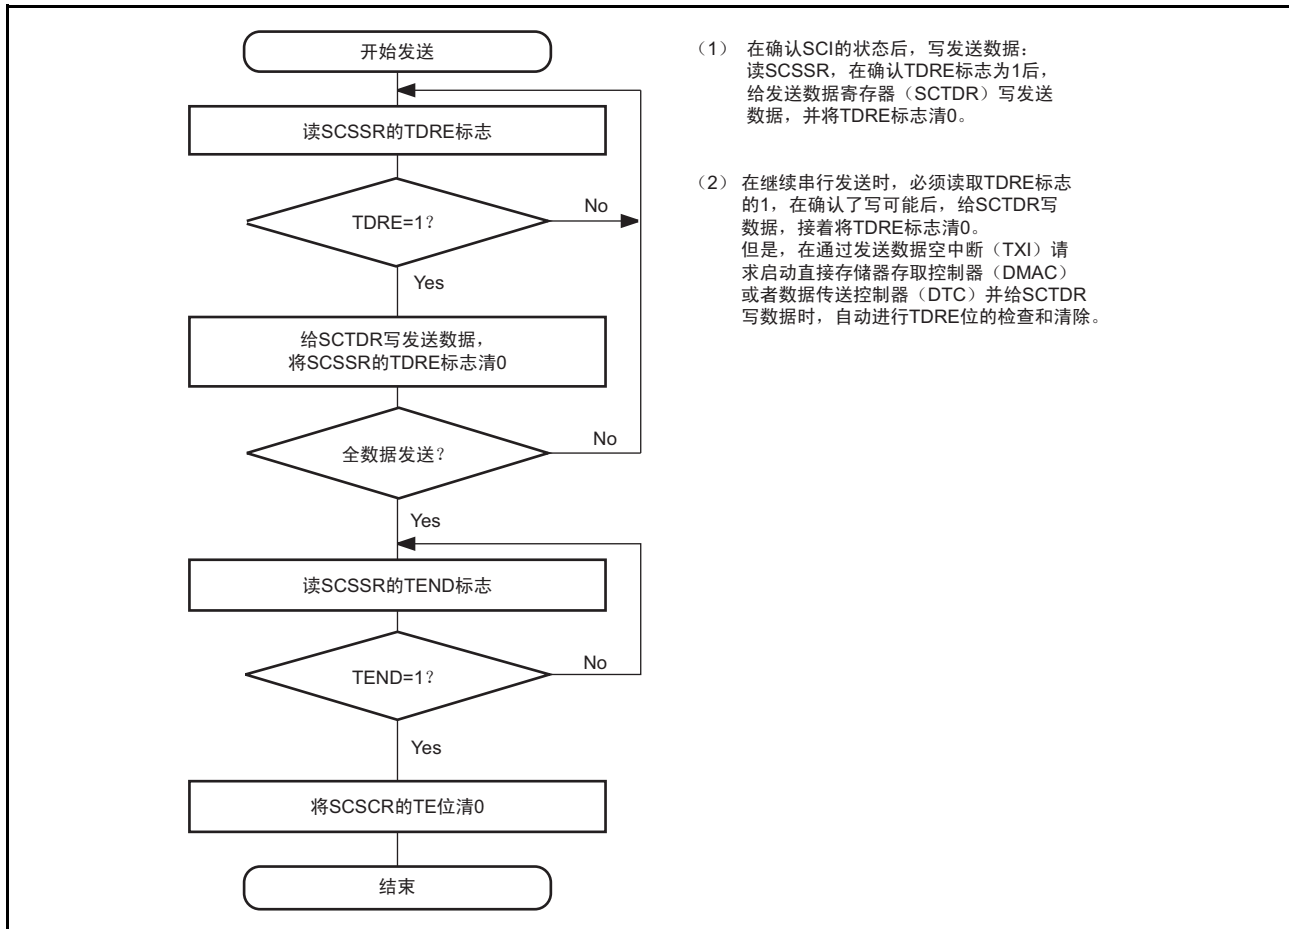 开始发送
读SCSSR的TDRE标志
TDRE=1?
No
Yes
给SCTDR写发送数据，
将SCSSR的TDRE标志清0
全数据发送?
No
Yes
读SCSSR的TEND标志
TEND=1?
No
Yes
将SCSCR的TE位清0
结束
（1） 在确认SCI的状态后，写发送数据：
读SCSSR，在确认TDRE标志为1后，
给发送数据寄存器（SCTDR）写发送
数据，并将TDRE标志清0。
（2） 在继续串行发送时，必须读取TDRE标志
的1，在确认了写可能后，给SCTDR写
数据，接着将TDRE标志清0。
但是，在通过发送数据空中断（TXI）请
求启动直接存储器存取控制器（DMAC）
或者数据传送控制器（DTC）并给SCTDR
写数据时，自动进行TDRE位的检查和清除。